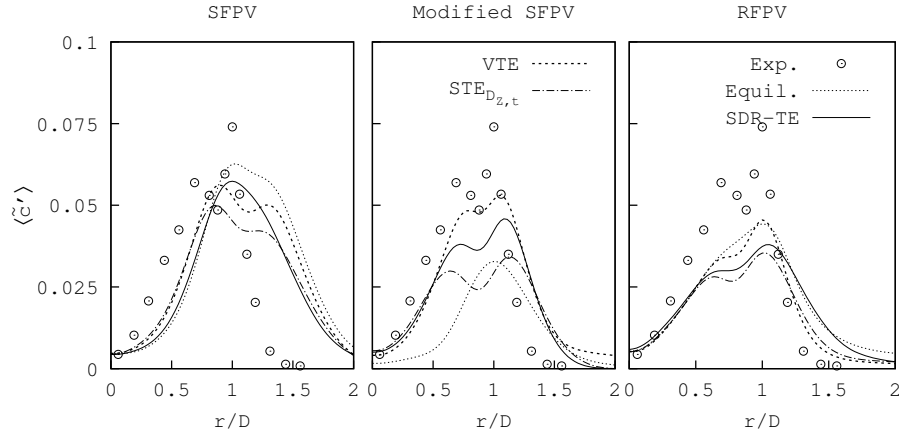 SFPV Modified SFPV RFPV
0.1
VTE Exp.
STE_{D_{Z,t}} Equil.
SDR-TE
0.075
0.05
⟨c̃'⟩
0.025
0
0 0.5 1 1.5 2 0 0.5 1 1.5 2 0 0.5 1 1.5 2
r/D r/D r/D